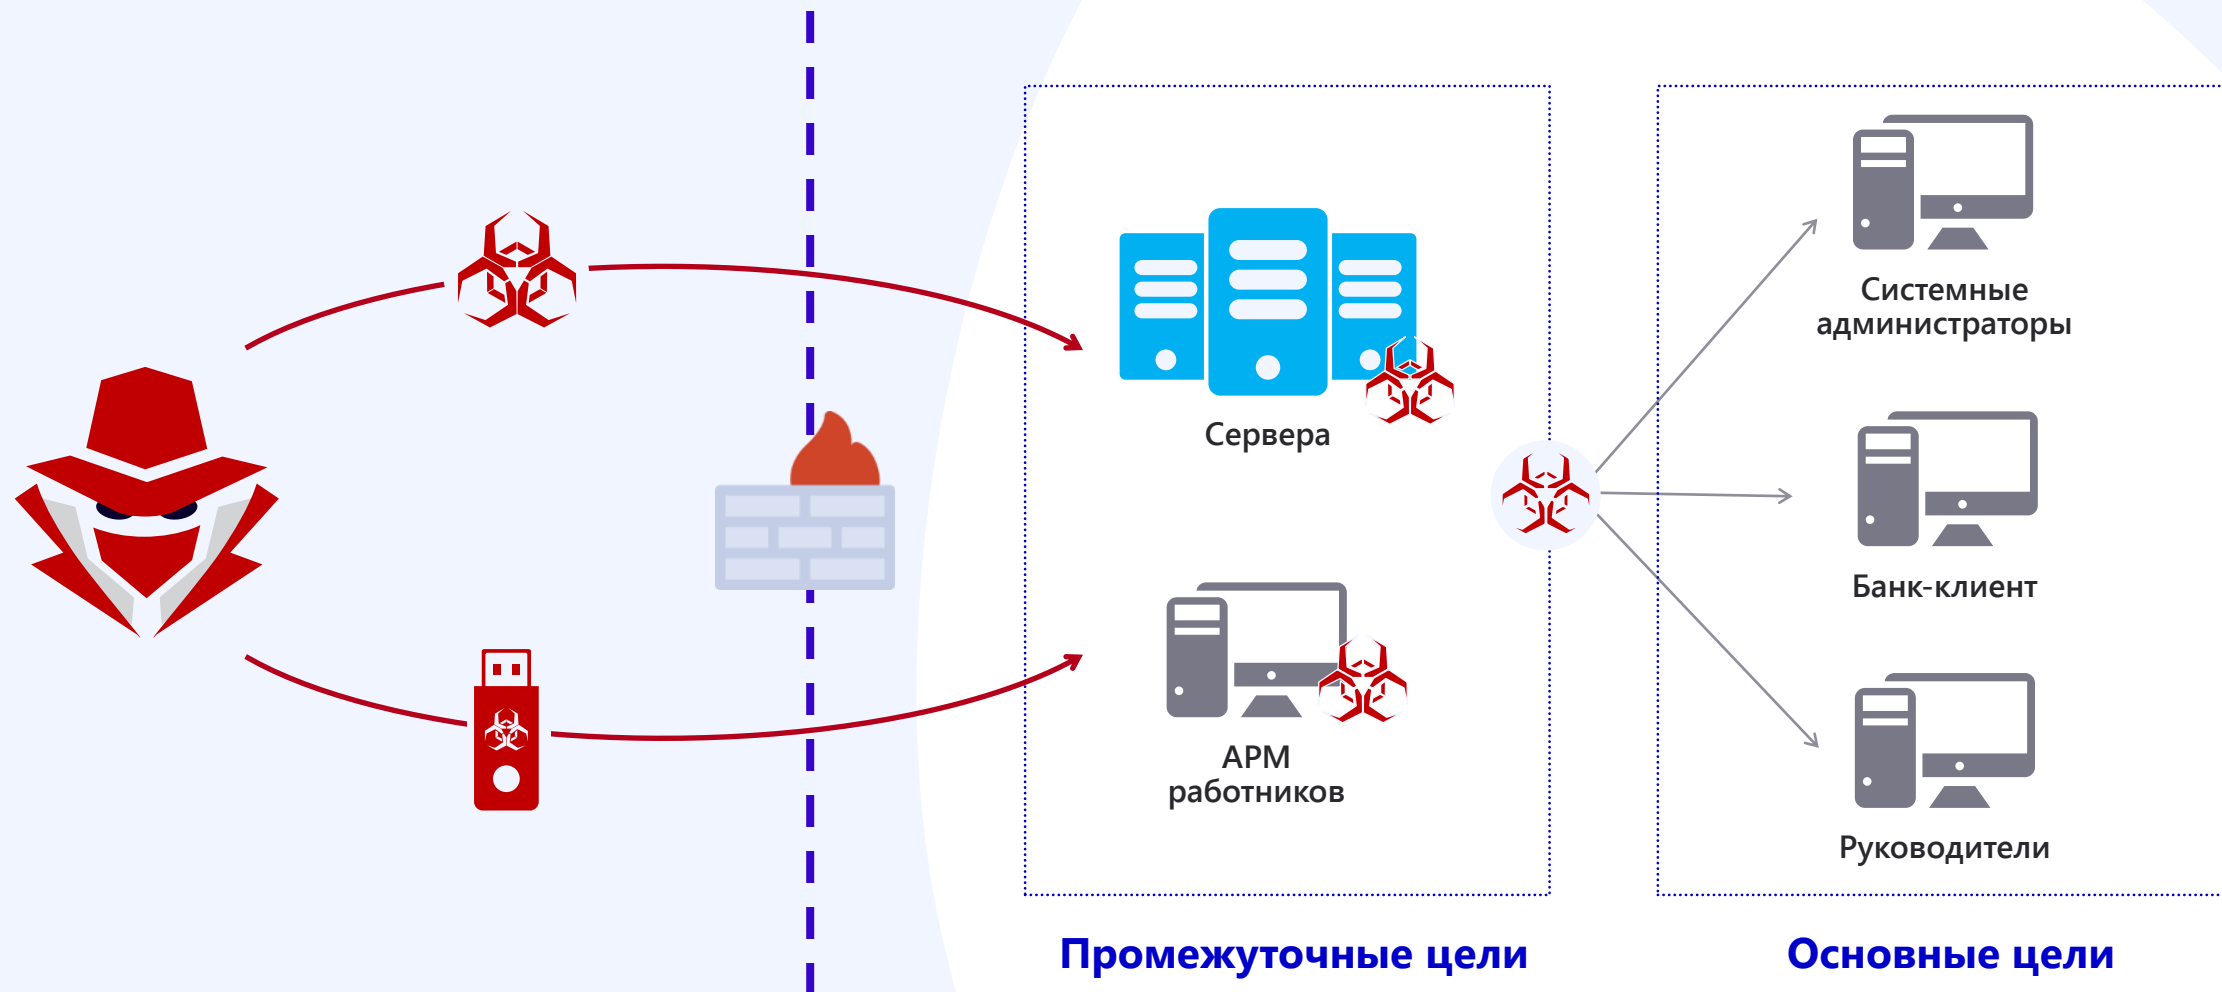 Системные
администраторы
Сервера
Банк-клиент
АРМ
работников
Руководители
Промежуточные цели
Основные цели